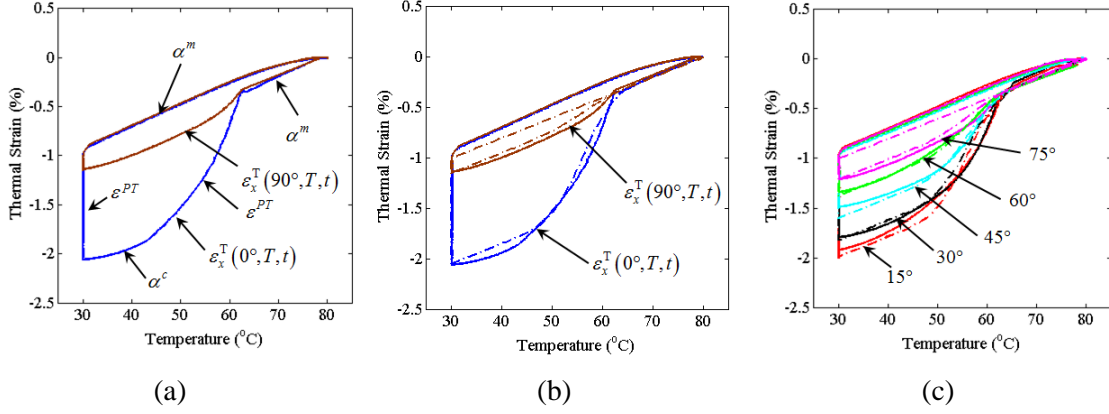 (a)
0.5
0
-0.5
-1
-1.5
-2
-2.5
30
40
50
60
70
80
Thermal Strain (%)
Temperature (°C)
α^m
α^m
ε^PT
ε_x^T(90°,T,t)
ε^PT
ε_x^T(0°,T,t)
α^c
(b)
0.5
0
-0.5
-1
-1.5
-2
-2.5
30
40
50
60
70
80
Thermal Strain (%)
Temperature (°C)
ε_x^T(90°,T,t)
ε_x^T(0°,T,t)
(c)
0.5
0
-0.5
-1
-1.5
-2
-2.5
30
40
50
60
70
80
Thermal Strain (%)
Temperature (°C)
75°
60°
45°
30°
15°
(a)
(b)
(c)